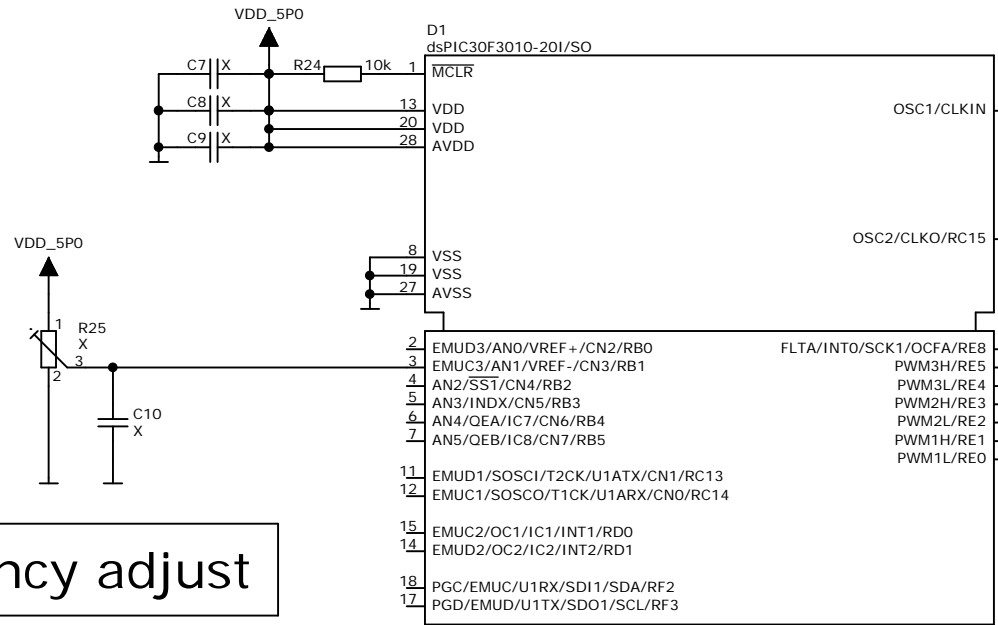 VDD_5P0
D1
dsPIC30F3010-20I/SO
C7 X
R24 10k 1 MCLR
OSC1/CLKIN
C8 X
13 VDD
20 VDD
C9 X
28 AVDD
OSC2/CLKO/RC15
VDD_5P0
8 VSS
19 VSS
27 AVSS
1 R25
X
3
2
2 EMUD3/AN0/VREF+/CN2/RB0
FLTA/INT0/SCK1/OCFA/RE8
3 EMUC3/AN1/VREF-/CN3/RB1
PWM3H/RE5
4 AN2/SS1/CN4/RB2
PWM3L/RE4
5 AN3/INDX/CN5/RB3
PWM2H/RE3
6 AN4/QEA/IC7/CN6/RB4
PWM2L/RE2
7 AN5/QEB/IC8/CN7/RB5
PWM1H/RE1
PWM1L/RE0
C10
X
11 EMUD1/SOSCI/T2CK/U1ATX/CN1/RC13
12 EMUC1/SOSCO/T1CK/U1ARX/CN0/RC14
15 EMUC2/OC1/IC1/INT1/RD0
14 EMUD2/OC2/IC2/INT2/RD1
ncy adjust
18 PGC/EMUC/U1RX/SDI1/SDA/RF2
17 PGD/EMUD/U1TX/SDO1/SCL/RF3